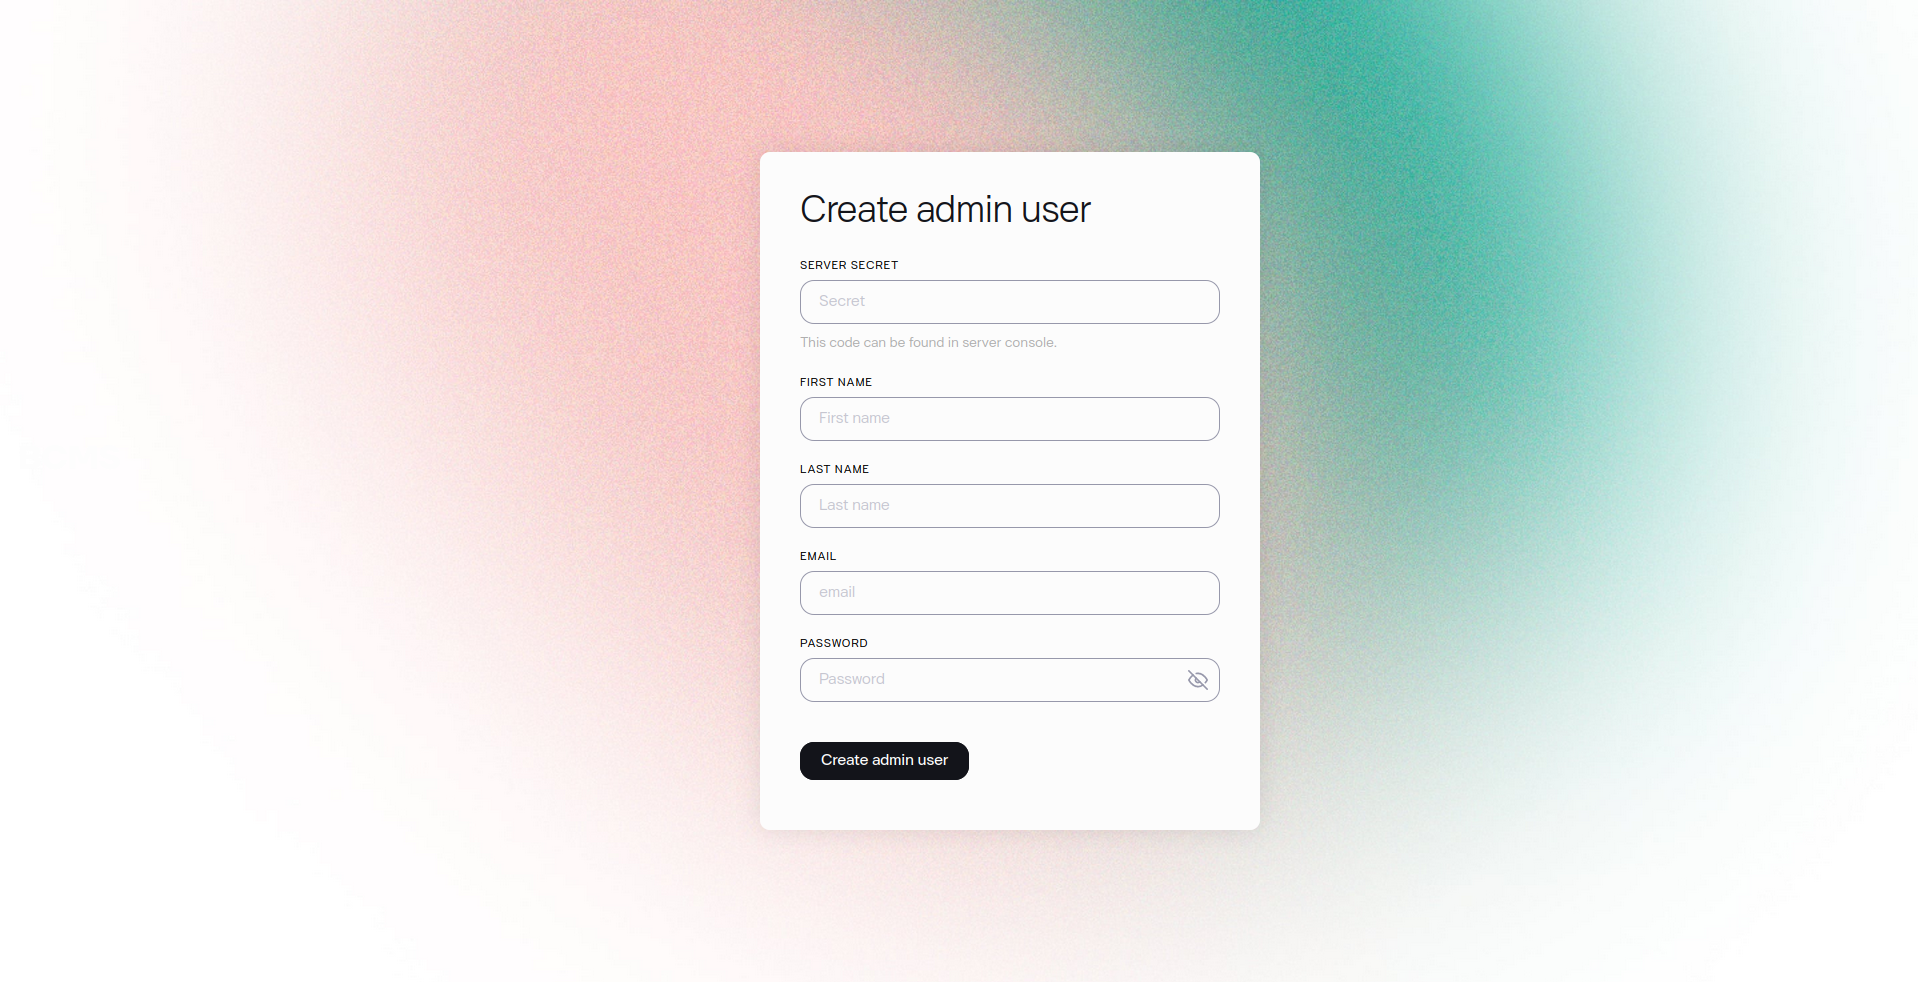 Create admin user
SERVER SECRET
Secret
This code can be found in server console.
FIRST NAME
First name
LAST NAME
Last name
EMAIL
email
PASSWORD
Password
Create admin user